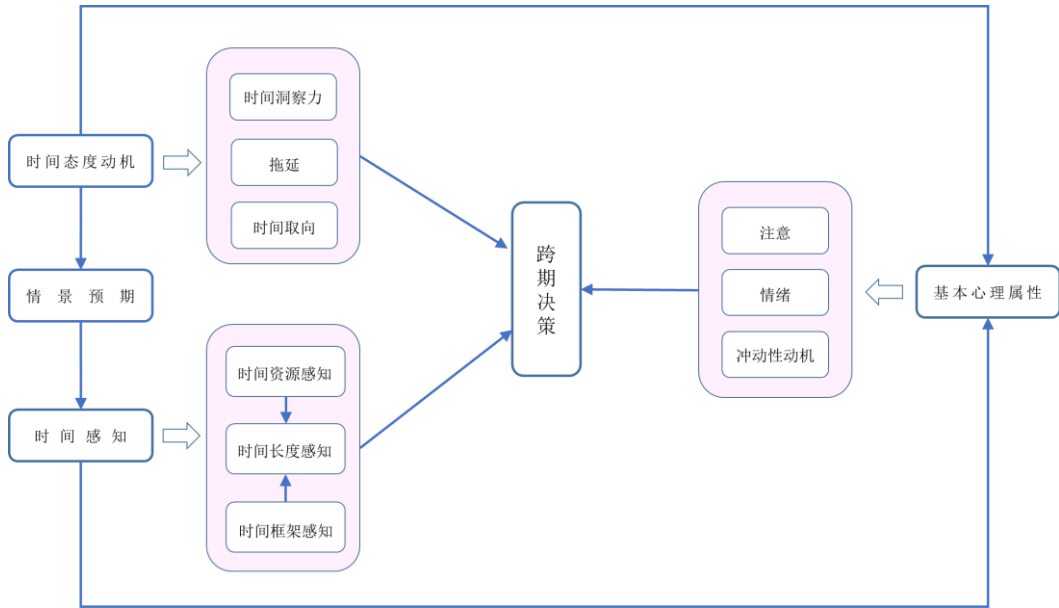 时间洞察力
时间态度动机
拖延
时间取向
情景预期
时间资源感知
时间感知
时间长度感知
时间框架感知
跨期决策
注意
情绪
基本心理属性
冲动性动机